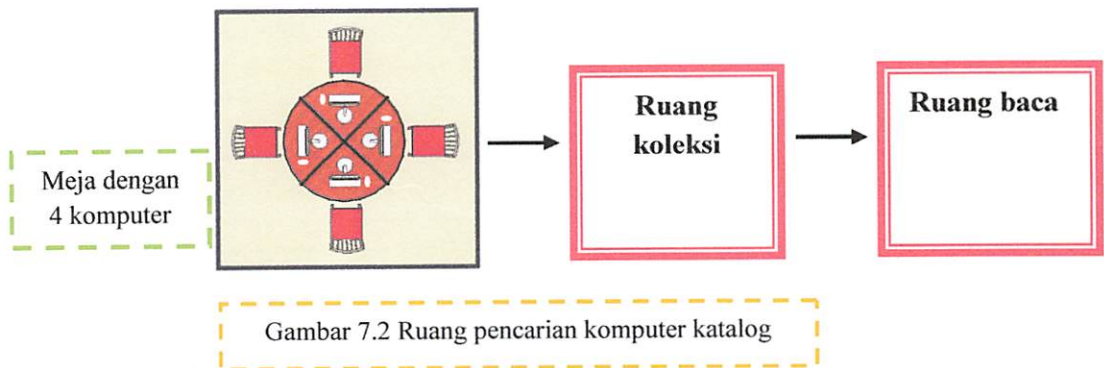 Meja dengan
4 komputer
Ruang
koleksi
Ruang baca
Gambar 7.2 Ruang pencarian komputer katalog